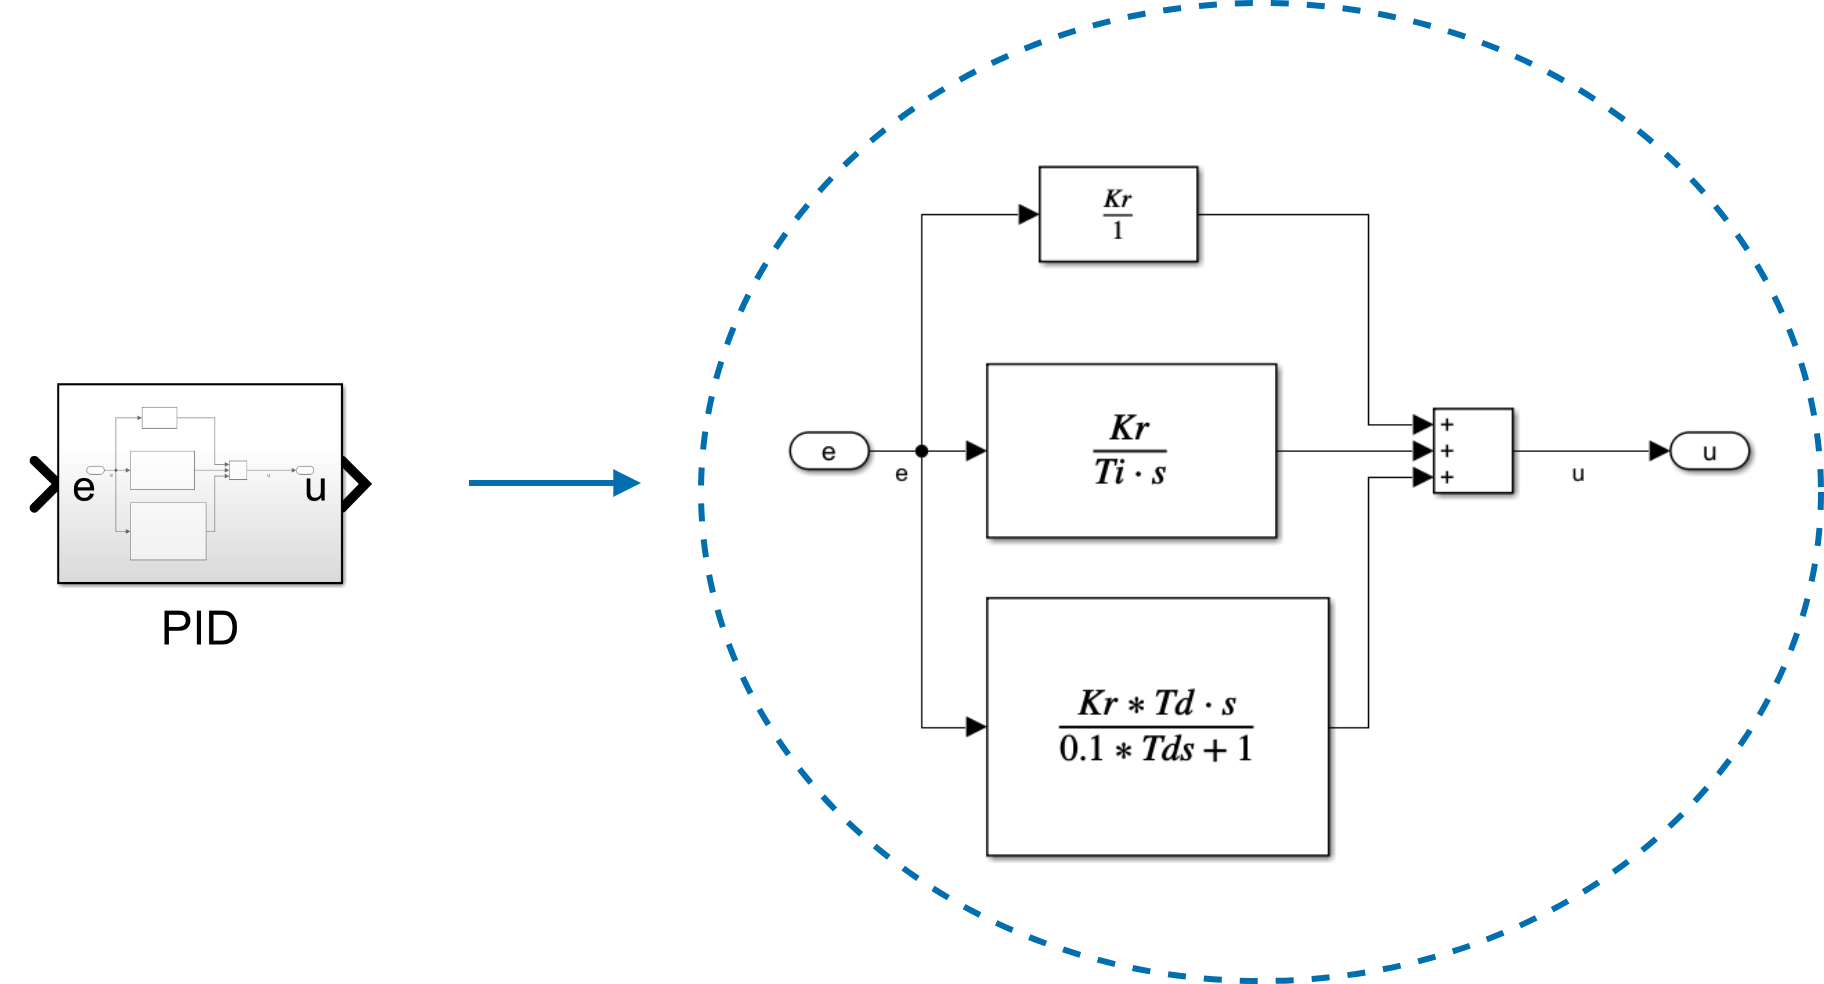 e
u
PID
Kr
1
e
e
Kr
Ti · s
+
+
+
u
u
Kr ∗ Td · s
0.1 ∗ Tds + 1